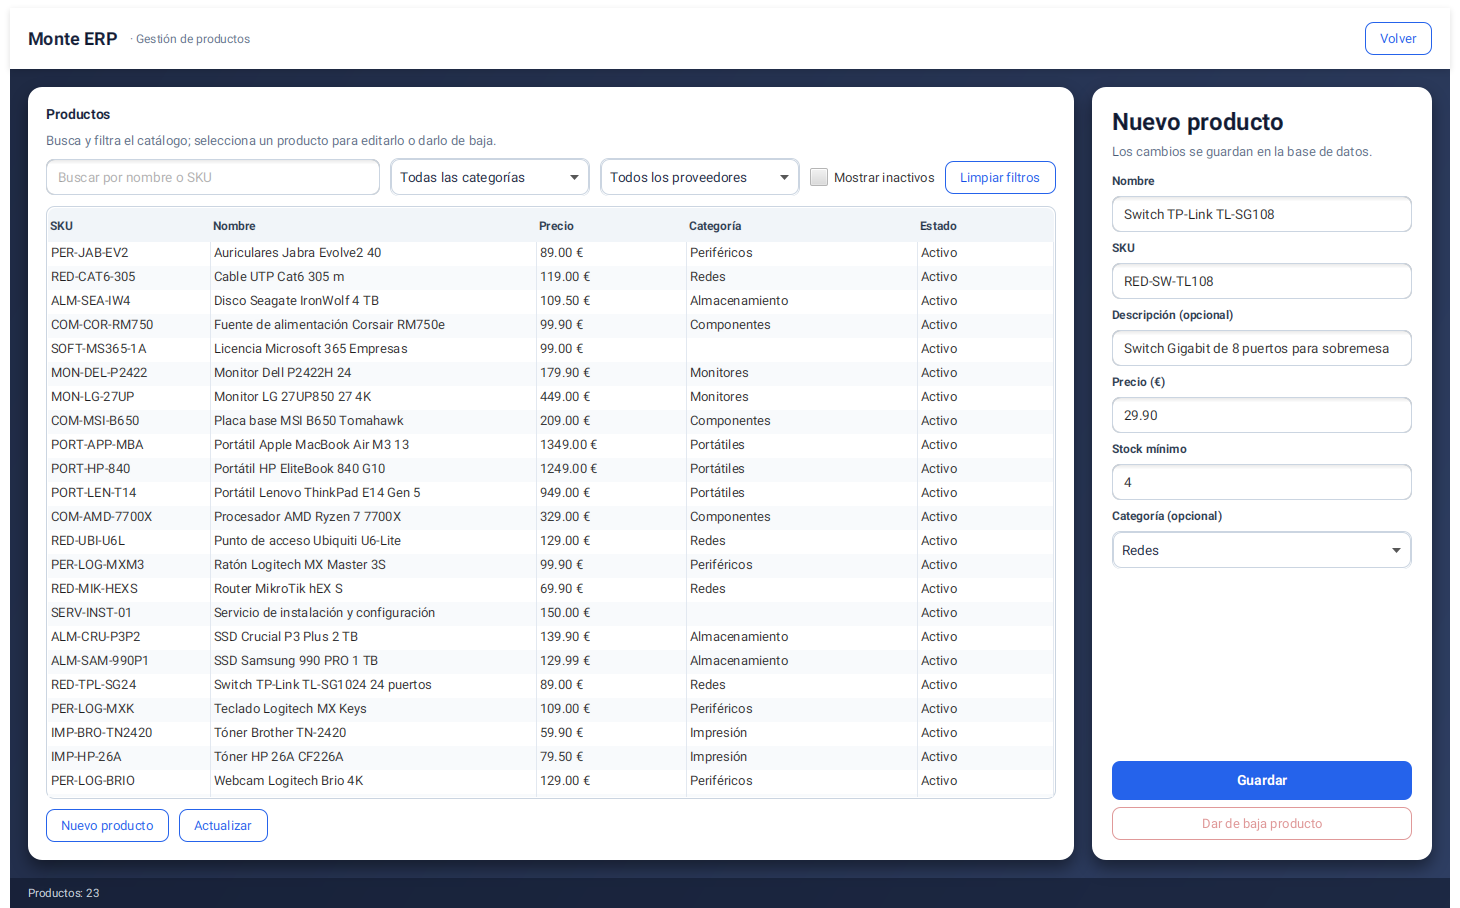 Monte ERP · Gestión de productos Volver
Productos
Busca y filtra el catálogo; selecciona un producto para editarlo o darlo de baja.
Buscar por nombre o SKU Todas las categorías Todos los proveedores Mostrar inactivos Limpiar filtros
SKU Nombre Precio Categoría Estado
PER-JAB-EV2 Auriculares Jabra Evolve2 40 89.00 € Periféricos Activo
RED-CAT6-305 Cable UTP Cat6 305 m 119.00 € Redes Activo
ALM-SEA-IW4 Disco Seagate IronWolf 4 TB 109.50 € Almacenamiento Activo
COM-COR-RM750 Fuente de alimentación Corsair RM750e 99.90 € Componentes Activo
SOFT-MS365-1A Licencia Microsoft 365 Empresas 99.00 € Activo
MON-DEL-P2422 Monitor Dell P2422H 24 179.90 € Monitores Activo
MON-LG-27UP Monitor LG 27UP850 27 4K 449.00 € Monitores Activo
COM-MSI-B650 Placa base MSI B650 Tomahawk 209.00 € Componentes Activo
PORT-APP-MBA Portátil Apple MacBook Air M3 13 1349.00 € Portátiles Activo
PORT-HP-840 Portátil HP EliteBook 840 G10 1249.00 € Portátiles Activo
PORT-LEN-T14 Portátil Lenovo ThinkPad E14 Gen 5 949.00 € Portátiles Activo
COM-AMD-7700X Procesador AMD Ryzen 7 7700X 329.00 € Componentes Activo
RED-UBI-U6L Punto de acceso Ubiquiti U6-Lite 129.00 € Redes Activo
PER-LOG-MXM3 Ratón Logitech MX Master 3S 99.90 € Periféricos Activo
RED-MIK-HEXS Router MikroTik hEX S 69.90 € Redes Activo
SERV-INST-01 Servicio de instalación y configuración 150.00 € Activo
ALM-CRU-P3P2 SSD Crucial P3 Plus 2 TB 139.90 € Almacenamiento Activo
ALM-SAM-990P1 SSD Samsung 990 PRO 1 TB 129.99 € Almacenamiento Activo
RED-TPL-SG24 Switch TP-Link TL-SG1024 24 puertos 89.00 € Redes Activo
PER-LOG-MXK Teclado Logitech MX Keys 109.00 € Periféricos Activo
IMP-BRO-TN2420 Tóner Brother TN-2420 59.90 € Impresión Activo
IMP-HP-26A Tóner HP 26A CF226A 79.50 € Impresión Activo
PER-LOG-BRIO Webcam Logitech Brio 4K 129.00 € Periféricos Activo
Nuevo producto Actualizar
Nuevo producto
Los cambios se guardan en la base de datos.
Nombre
Switch TP-Link TL-SG108
SKU
RED-SW-TL108
Descripción (opcional)
Switch Gigabit de 8 puertos para sobremesa
Precio (€)
29.90
Stock mínimo
4
Categoría (opcional)
Redes
Guardar
Dar de baja producto
Productos: 23